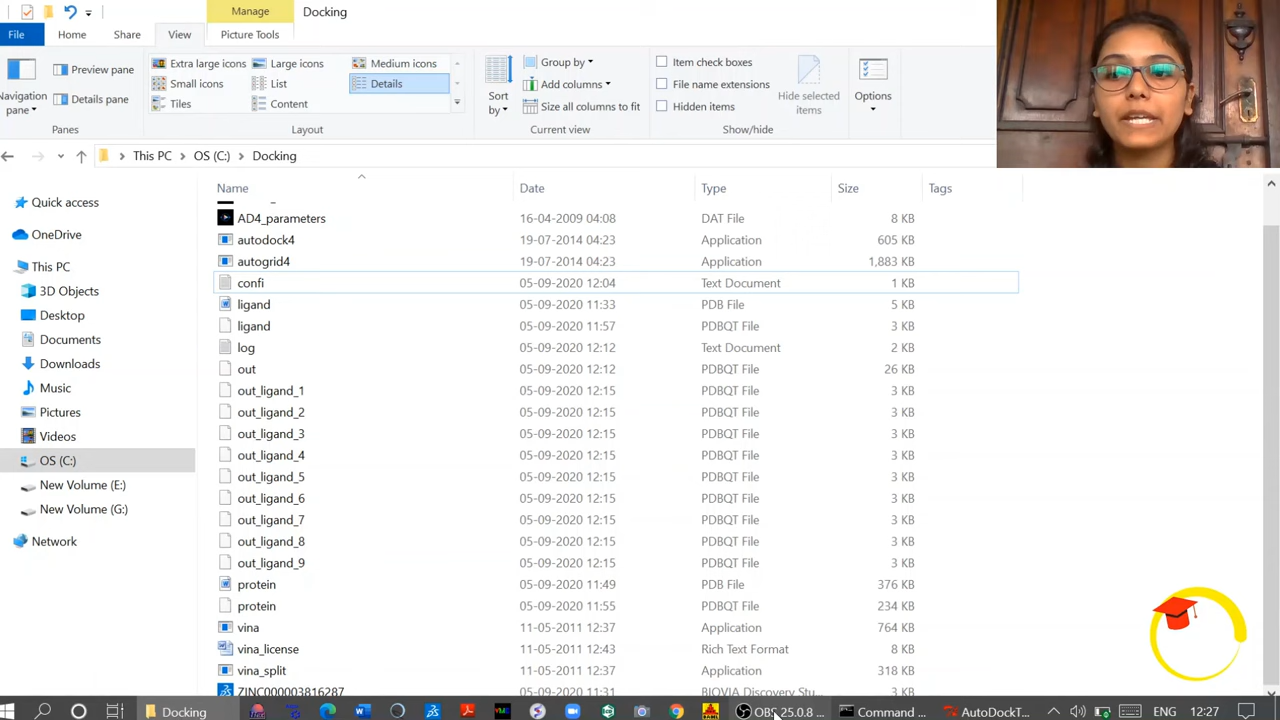 Manage
Docking
File
Home
Share
View
Picture Tools
Navigation pane
Preview pane
Details pane
Panes
Extra large icons
Large icons
Medium icons
Small icons
List
Details
Tiles
Content
Layout
Sort by
Group by
Add columns
Size all columns to fit
Current view
Item check boxes
File name extensions
Hidden items
Hide selected items
Show/hide
Options
This PC > OS (C:) > Docking
Name Date Type Size Tags
Quick access
OneDrive
This PC
3D Objects
Desktop
Documents
Downloads
Music
Pictures
Videos
OS (C:)
New Volume (E:)
New Volume (G:)
Network
AD4_parameters 16-04-2009 04:08 DAT File 8 KB
autodock4 19-07-2014 04:23 Application 605 KB
autogrid4 19-07-2014 04:23 Application 1,883 KB
confi 05-09-2020 12:04 Text Document 1 KB
ligand 05-09-2020 11:33 PDB File 5 KB
ligand 05-09-2020 11:57 PDBQT File 3 KB
log 05-09-2020 12:12 Text Document 2 KB
out 05-09-2020 12:12 PDBQT File 26 KB
out_ligand_1 05-09-2020 12:15 PDBQT File 3 KB
out_ligand_2 05-09-2020 12:15 PDBQT File 3 KB
out_ligand_3 05-09-2020 12:15 PDBQT File 3 KB
out_ligand_4 05-09-2020 12:15 PDBQT File 3 KB
out_ligand_5 05-09-2020 12:15 PDBQT File 3 KB
out_ligand_6 05-09-2020 12:15 PDBQT File 3 KB
out_ligand_7 05-09-2020 12:15 PDBQT File 3 KB
out_ligand_8 05-09-2020 12:15 PDBQT File 3 KB
out_ligand_9 05-09-2020 12:15 PDBQT File 3 KB
protein 05-09-2020 11:49 PDB File 376 KB
protein 05-09-2020 11:55 PDBQT File 234 KB
vina 11-05-2011 12:37 Application 764 KB
vina_license 11-05-2011 12:43 Rich Text Format 8 KB
vina_split 11-05-2011 12:37 Application 318 KB
ZINC000003816287 05-09-2020 11:31 BIOVIA Discovery Stu... 3 KB
Docking
OBS 25.0.8 ...
Command ...
AutoDockT...
ENG
12:27